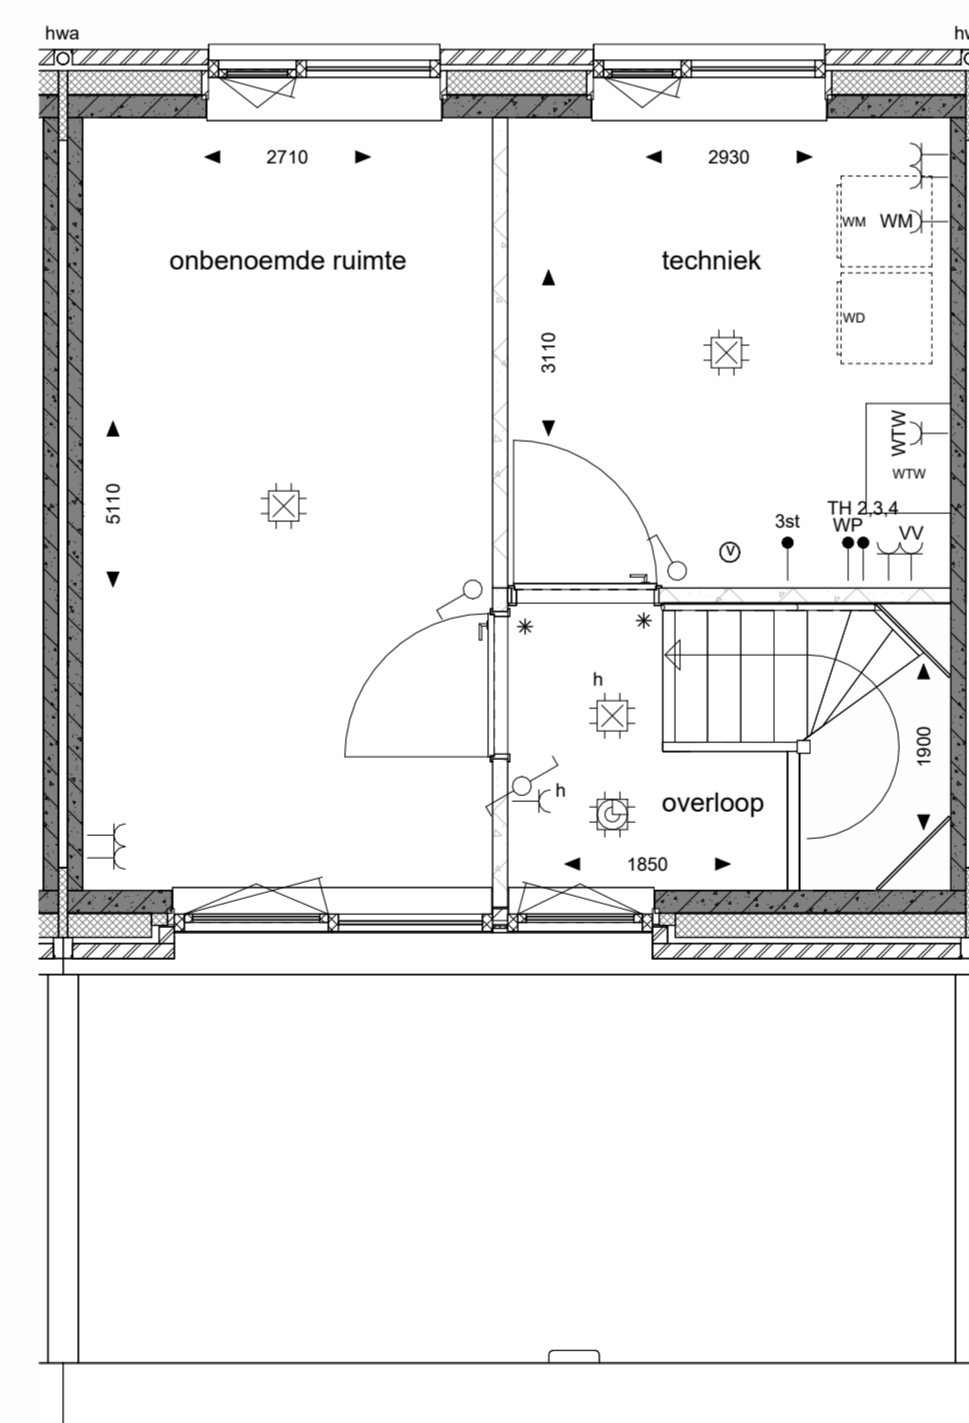 hwa
hv
2710
2930
WM
WM
onbenoemde ruimte
techniek
WD
3110
WTW
5110
WTW
TH 2,3,4
3st
WP
VV
V
h
1900
h
overloop
1850